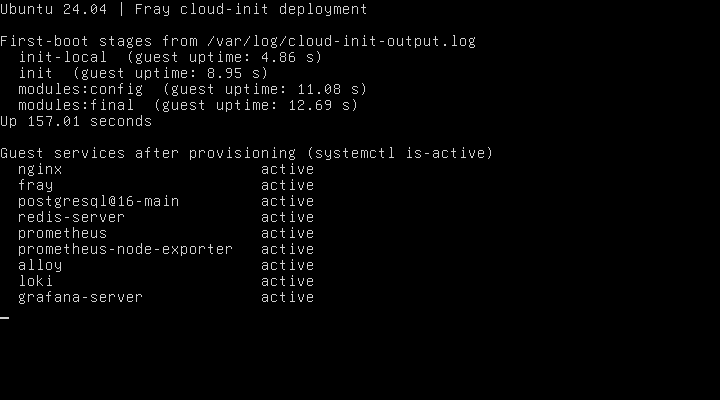 Ubuntu 24.04 | Fray cloud-init deployment
First-boot stages from /var/log/cloud-init-output.log
init-local (guest uptime: 4.86 s)
init (guest uptime: 8.95 s)
modules:config (guest uptime: 11.08 s)
modules:final (guest uptime: 12.69 s)
Up 157.01 seconds
Guest services after provisioning (systemctl is-active)
nginx active
fray active
postgresql@16-main active
redis-server active
prometheus active
prometheus-node-exporter active
alloy active
loki active
grafana-server active